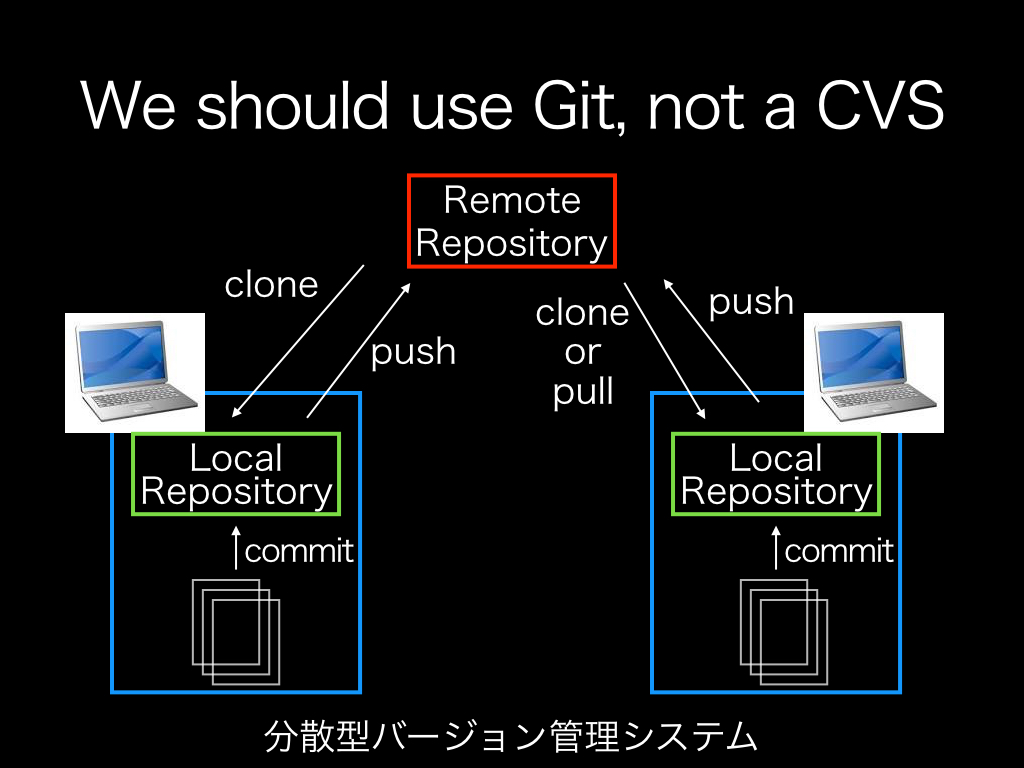 We should use Git, not a CVS
Remote
Repository
clone
push
clone
or
pull
push
Local
Repository
commit
Local
Repository
commit
分散型バージョン管理システム